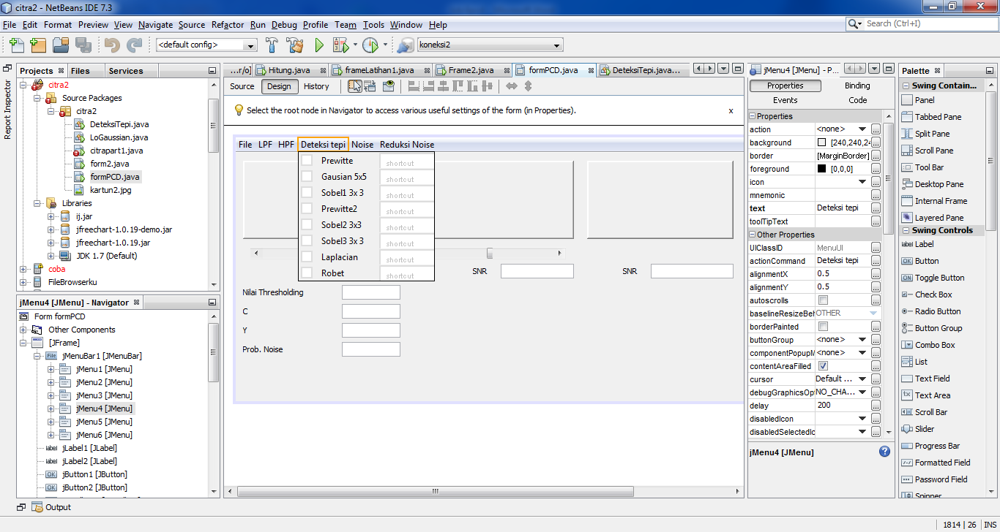 citra2 - NetBeans IDE 7.3
File Edit Format Preview View Navigate Source Refactor Run Debug Profile Team Tools Window Help
Search (Ctrl+I)
<default config>
koneksi2
Report Inspector
Projects Files Services
citra2
Source Packages
citra2
DeteksiTepi.java
LoGaussian.java
citrapart1.java
form2.java
formPCD.java
kartun2.jpg
Libraries
ij.jar
jfreechart-1.0.19-demo.jar
jfreechart-1.0.19.jar
JDK 1.7 (Default)
coba
FileBrowserku
jMenu4 [JMenu] - Navigator
Form formPCD
Other Components
[JFrame]
jMenuBar1 [JMenuBar]
jMenu1 [JMenu]
jMenu2 [JMenu]
jMenu3 [JMenu]
jMenu4 [JMenu]
jMenu5 [JMenu]
jMenu6 [JMenu]
label jLabel1 [JLabel]
label jLabel2 [JLabel]
OK jButton1 [JButton]
OK jButton2 [JButton]
Output
...r/o] Hitung.java frameLatihan1.java Frame2.java formPCD.java DeteksiTepi.java...
Source Design History
Select the root node in Navigator to access various useful settings of the form (in Properties). x
File LPF HPF Deteksi tepi Noise Reduksi Noise
Prewitte shortcut
Gausian 5x5 shortcut
Sobel1 3x 3 shortcut
Prewitte2 shortcut
Sobel2 3x3 shortcut
Sobel3 3x 3 shortcut
Laplacian shortcut
Robet shortcut
SNR SNR
Nilai Thresholding
C
Y
Prob. Noise
jMenu4 [JMenu] - P...
Properties Binding
Events Code
Properties
action <none> ...
background [240,240,24 ...
border [MarginBorder] ...
foreground [0,0,0] ...
icon ...
mnemonic ...
text Deteksi tepi ...
toolTipText ...
Other Properties
UIClassID MenuUI ...
actionCommand Deteksi tepi ...
alignmentX 0.5 ...
alignmentY 0.5 ...
autoscrolls ...
baselineResizeBeh OTHER ...
borderPainted ...
buttonGroup <none> ...
componentPopupM <none> ...
contentAreaFilled ...
cursor Default ... ...
debugGraphicsOpt NO_CHA... ...
delay 200 ...
disabledIcon ...
disabledSelectedIc ...
jMenu4 [JMenu]
Palette
Swing Contain...
Panel
Tabbed Pane
Split Pane
Scroll Pane
Tool Bar
Desktop Pane
Internal Frame
Layered Pane
Swing Controls
label Label
OK Button
ON Toggle Button
Check Box
Radio Button
Button Group
Combo Box
List
Text Field
tx Text Area
Scroll Bar
Slider
Progress Bar
Formatted Field
Password Field
Spinner
1814 | 26 INS